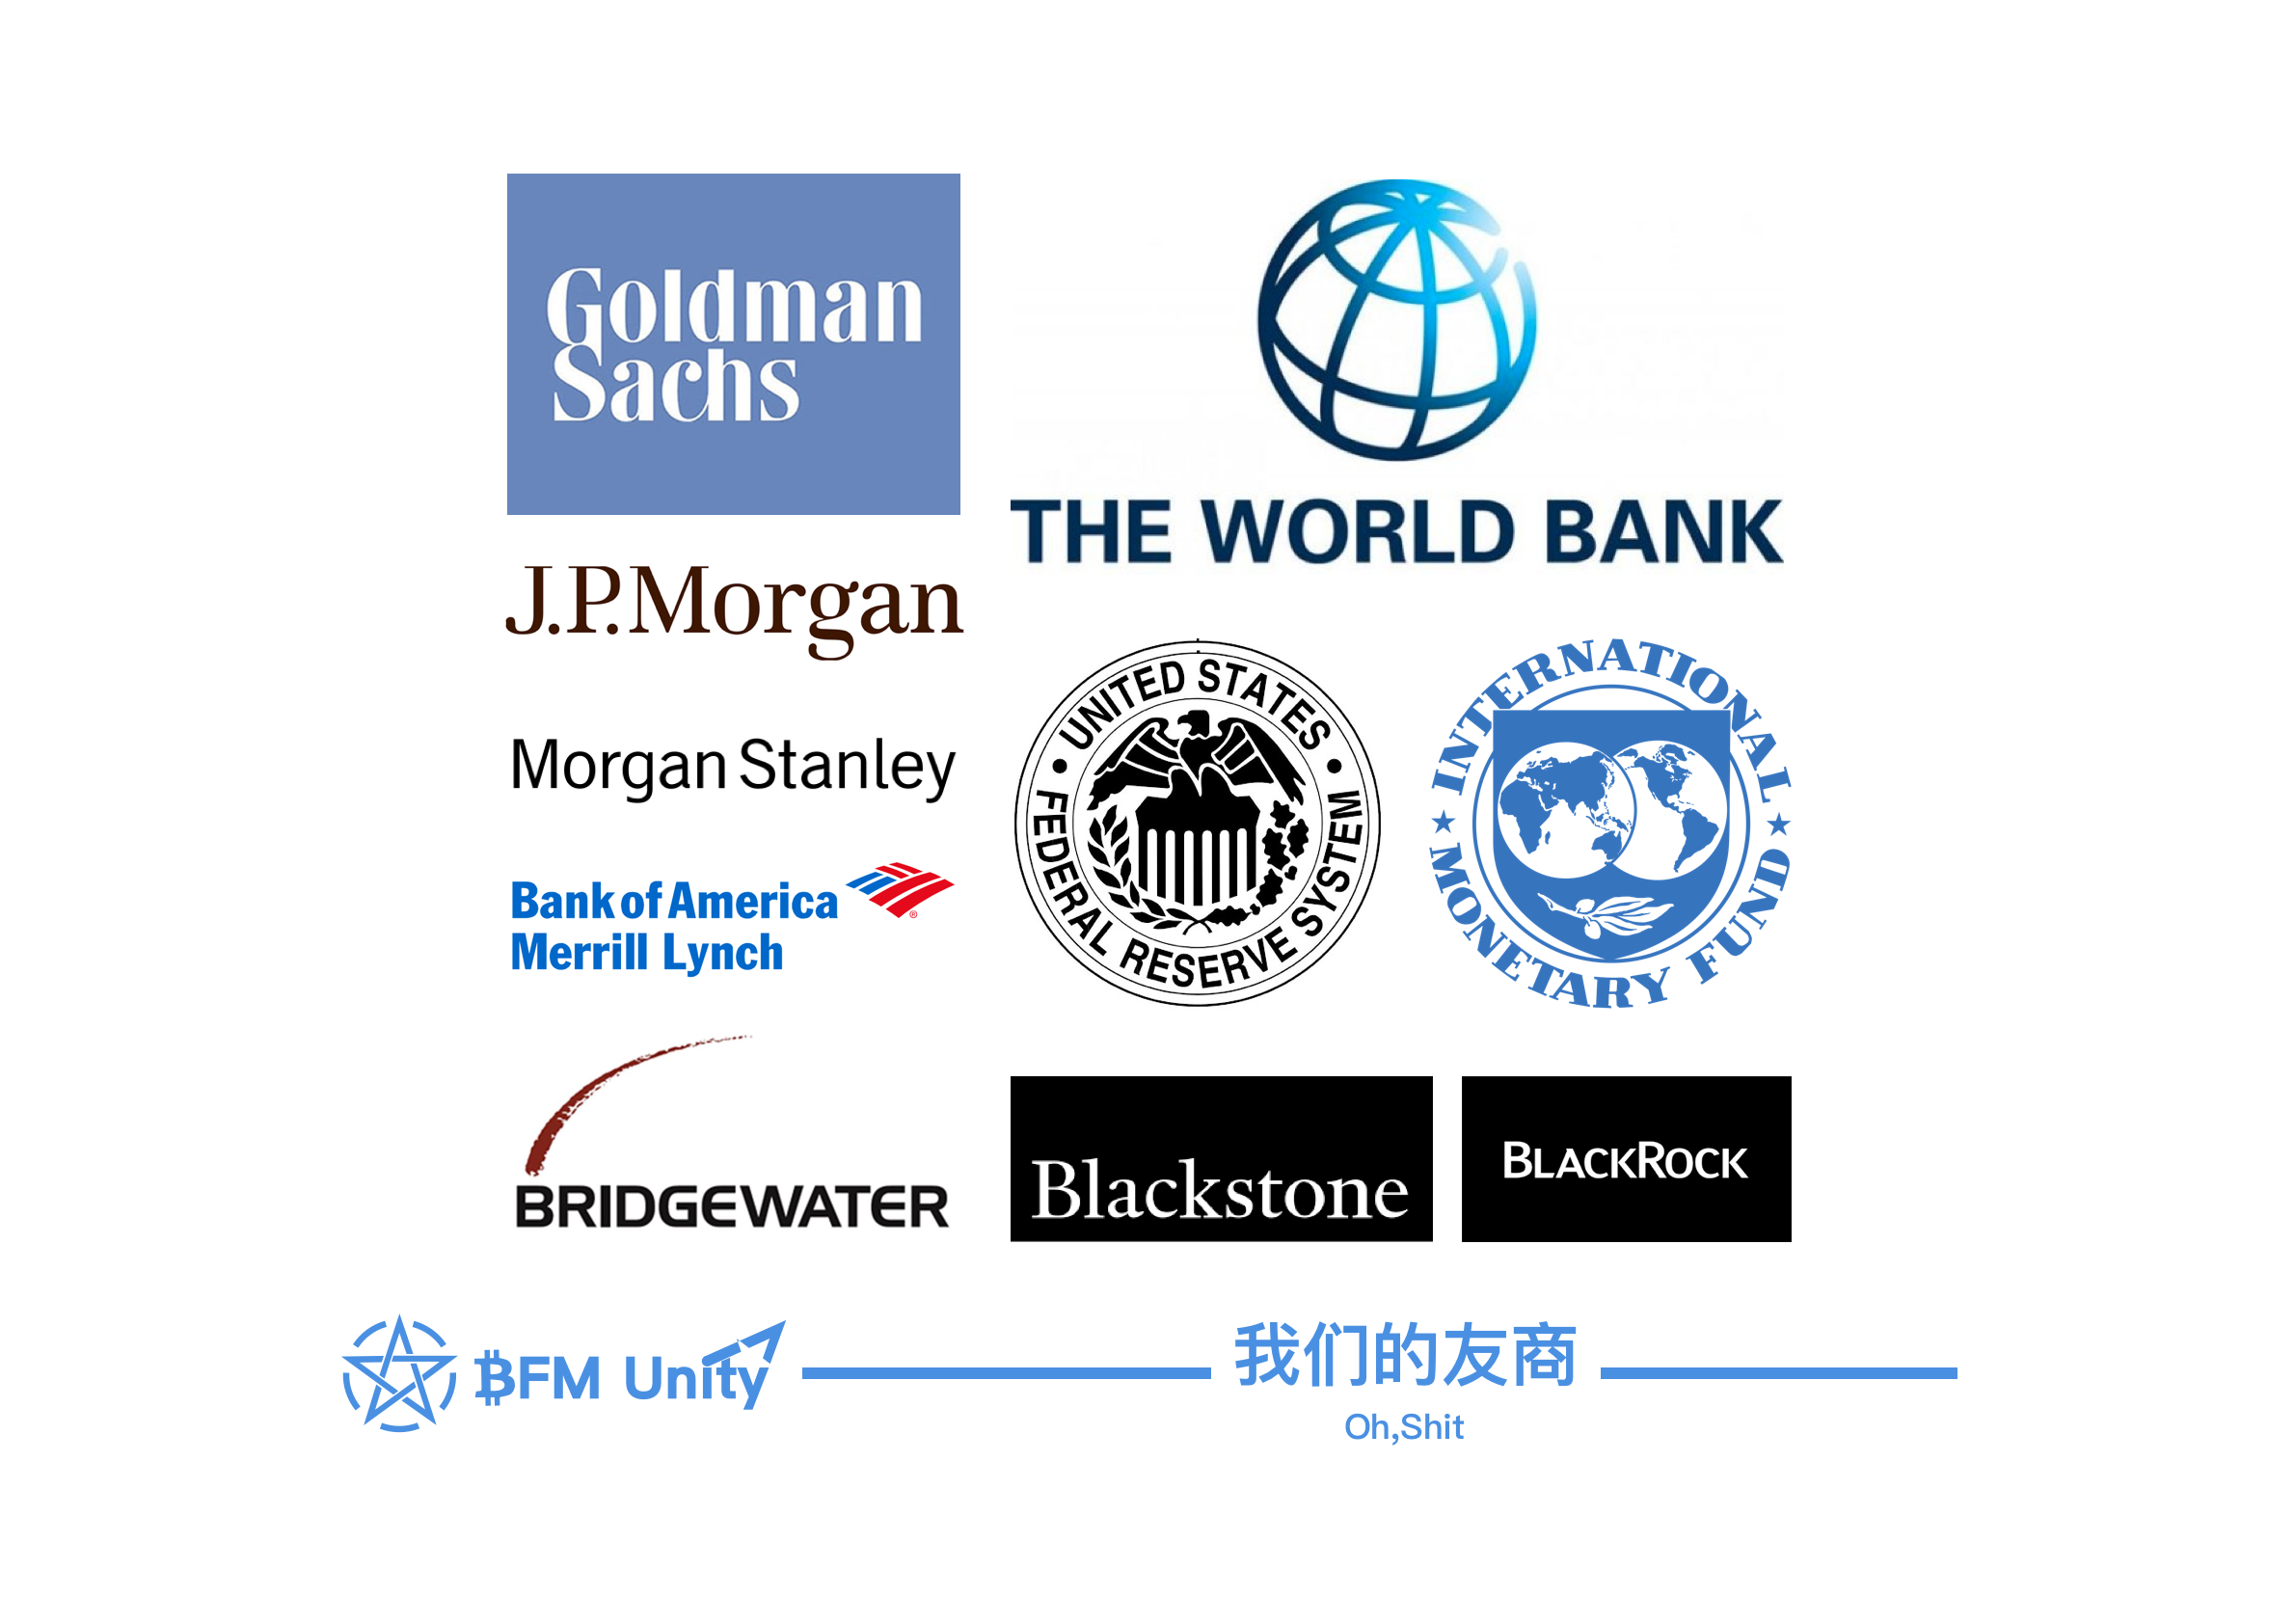 Goldman
Sachs
THE WORLD BANK
J.P.Morgan
Morgan Stanley
Bank of America
Merrill Lynch
®
UNITED STATES
FEDERAL RESERVE SYSTEM
INTERNATIONAL
MONETARY FUND
BRIDGEWATER
Blackstone
BLACKROCK
₿FM Unity
我们的友商
Oh,Shit